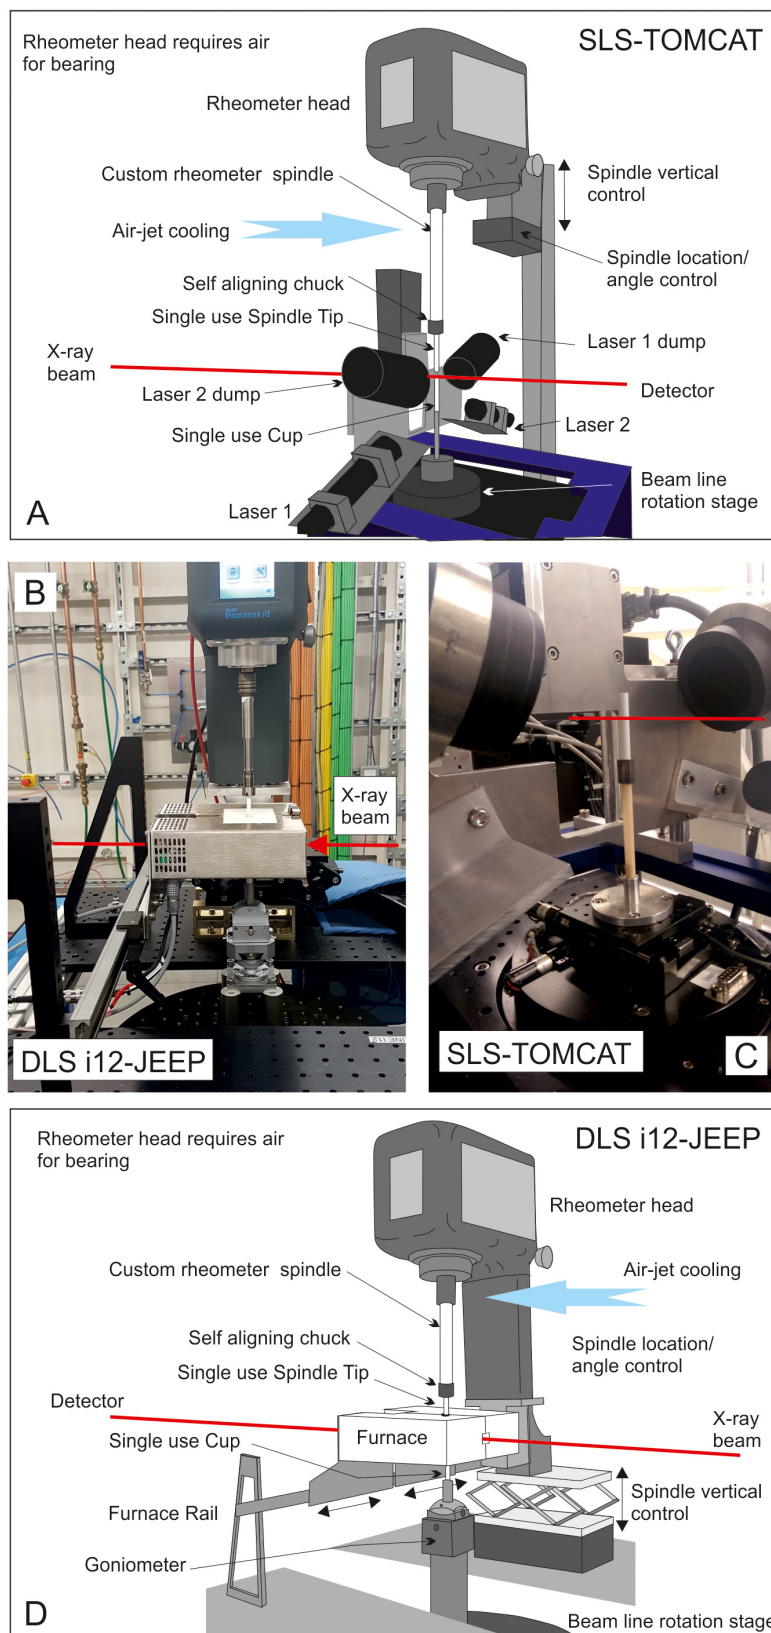 Rheometer head requires air
for bearing
SLS-TOMCAT
Rheometer head
Custom rheometer spindle
Spindle vertical
control
Air-jet cooling
Spindle location/
angle control
Self aligning chuck
Single use Spindle Tip
Laser 1 dump
X-ray
beam
Laser 2 dump
Detector
Single use Cup
Laser 2
Beam line
rotation stage
Laser 1
A
B
VISCOTESTER iQ
X-ray
beam
DLS i12-JEEP
SLS-TOMCAT
C
Rheometer head requires air
for bearing
DLS i12-JEEP
Rheometer head
Custom rheometer spindle
Air-jet cooling
Self aligning chuck
Spindle location/
angle control
Single use Spindle Tip
Detector
X-ray
beam
Furnace
Single use Cup
Furnace Rail
Spindle vertical
control
Goniometer
D
Beam line rotation stage